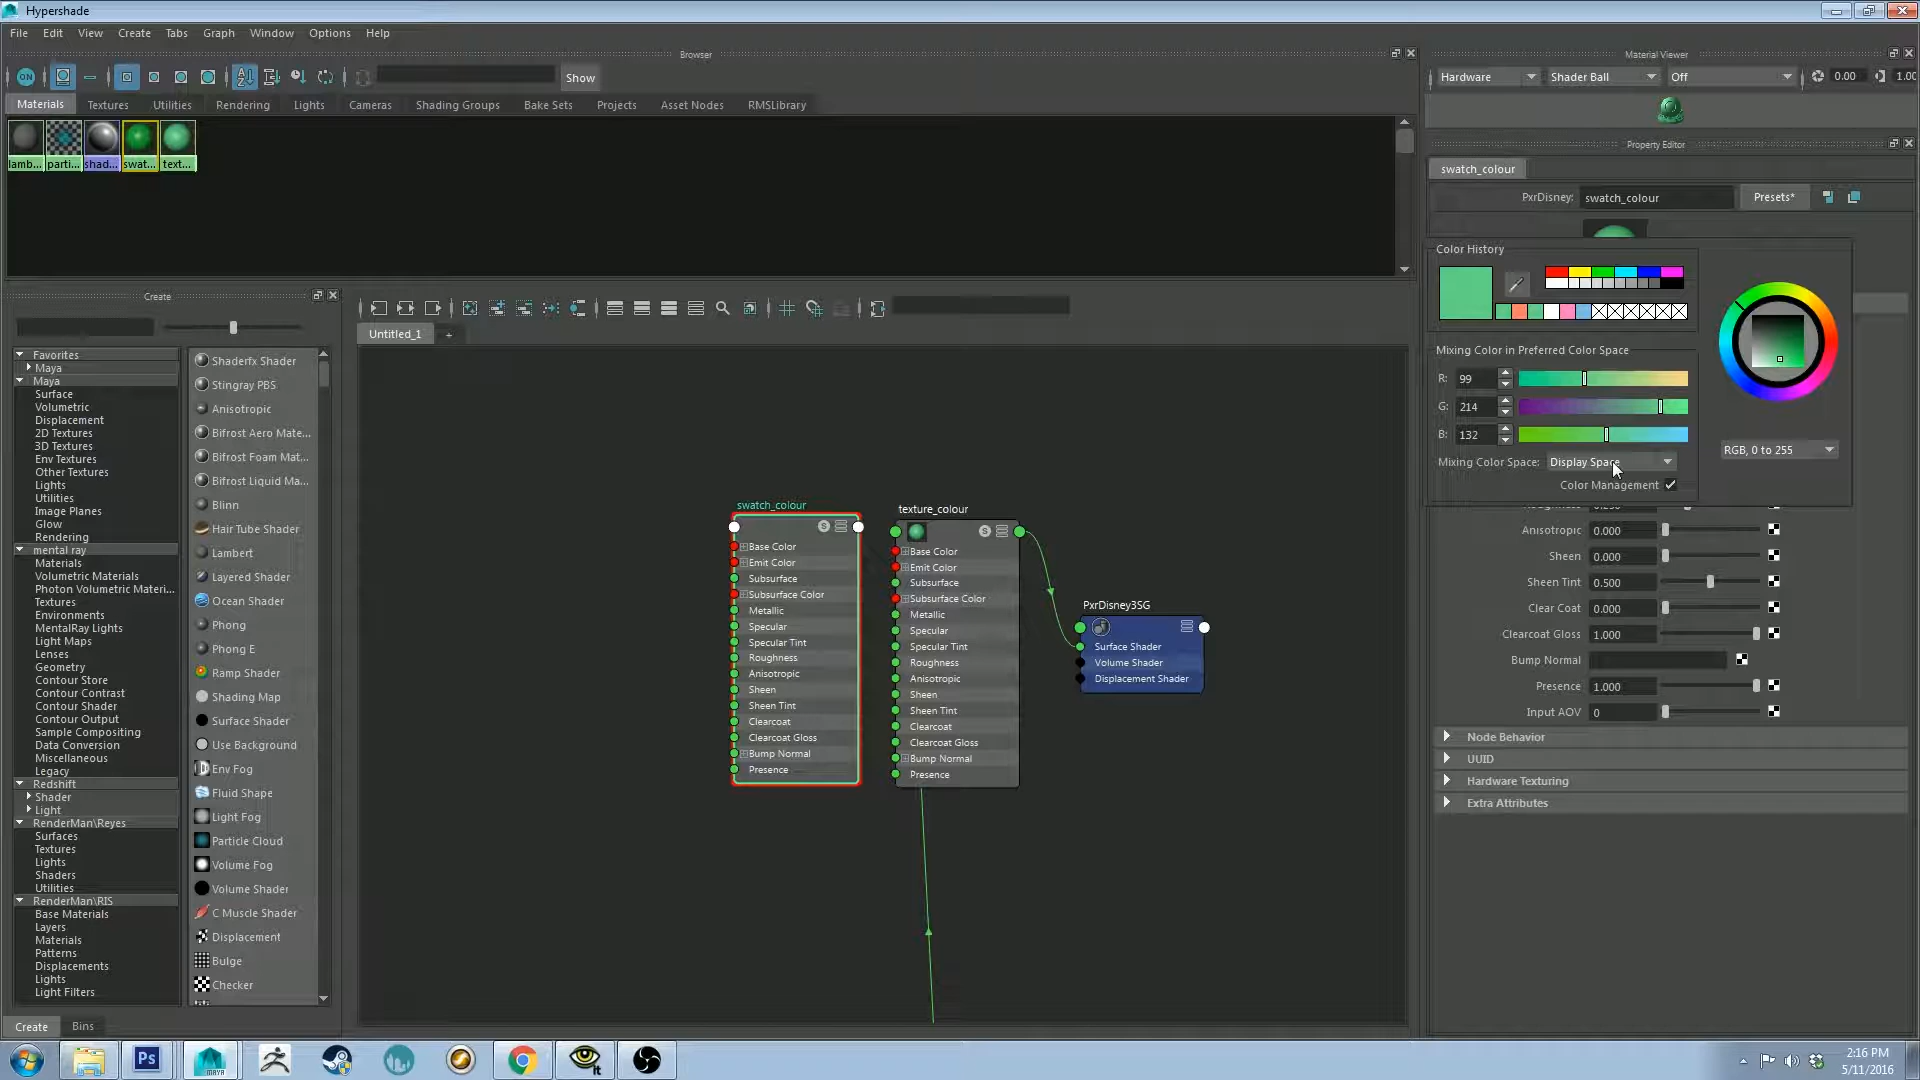 Hypershade
File Edit View Create Tabs Graph Window Options Help
Browser
ON
Show
Materials Textures Utilities Rendering Lights Cameras Shading Groups Bake Sets Projects Asset Nodes RMSLibrary
lamb... parti... shad... swat... text...
Material Viewer
Hardware Shader Ball Off 0.00 1.00
Property Editor
swatch_colour
PxrDisney: swatch_colour Presets*
Color History
Mixing Color in Preferred Color Space
R: 99
G: 214
B: 132
RGB, 0 to 255
Mixing Color Space: Display Space
Color Management
Anisotropic 0.000
Sheen 0.000
Sheen Tint 0.500
Clear Coat 0.000
Clearcoat Gloss 1.000
Bump Normal
Presence 1.000
Input AOV 0
Node Behavior
UUID
Hardware Texturing
Extra Attributes
Create
Favorites
Maya
Maya
Surface
Volumetric
Displacement
2D Textures
3D Textures
Env Textures
Other Textures
Lights
Utilities
Image Planes
Glow
Rendering
mental ray
Materials
Volumetric Materials
Photon Volumetric Materi...
Textures
Environments
MentalRay Lights
Light Maps
Lenses
Geometry
Contour Store
Contour Contrast
Contour Shader
Contour Output
Sample Compositing
Data Conversion
Miscellaneous
Legacy
Redshift
Shader
Light
RenderMan\Reyes
Surfaces
Textures
Lights
Shaders
Utilities
RenderMan\RIS
Base Materials
Layers
Materials
Patterns
Displacements
Lights
Light Filters
Shaderfx Shader
Stingray PBS
Anisotropic
Bifrost Aero Mate...
Bifrost Foam Mat...
Bifrost Liquid Ma...
Blinn
Hair Tube Shader
Lambert
Layered Shader
Ocean Shader
Phong
Phong E
Ramp Shader
Shading Map
Surface Shader
Use Background
Env Fog
Fluid Shape
Light Fog
Particle Cloud
Volume Fog
Volume Shader
C Muscle Shader
Displacement
Bulge
Checker
Create Bins
Untitled_1 +
swatch_colour
S
Base Color
Emit Color
Subsurface
Subsurface Color
Metallic
Specular
Specular Tint
Roughness
Anisotropic
Sheen
Sheen Tint
Clearcoat
Clearcoat Gloss
Bump Normal
Presence
texture_colour
S
Base Color
Emit Color
Subsurface
Subsurface Color
Metallic
Specular
Specular Tint
Roughness
Anisotropic
Sheen
Sheen Tint
Clearcoat
Clearcoat Gloss
Bump Normal
Presence
PxrDisney3SG
Surface Shader
Volume Shader
Displacement Shader
Ps
MAYA
it
2:16 PM
5/11/2016